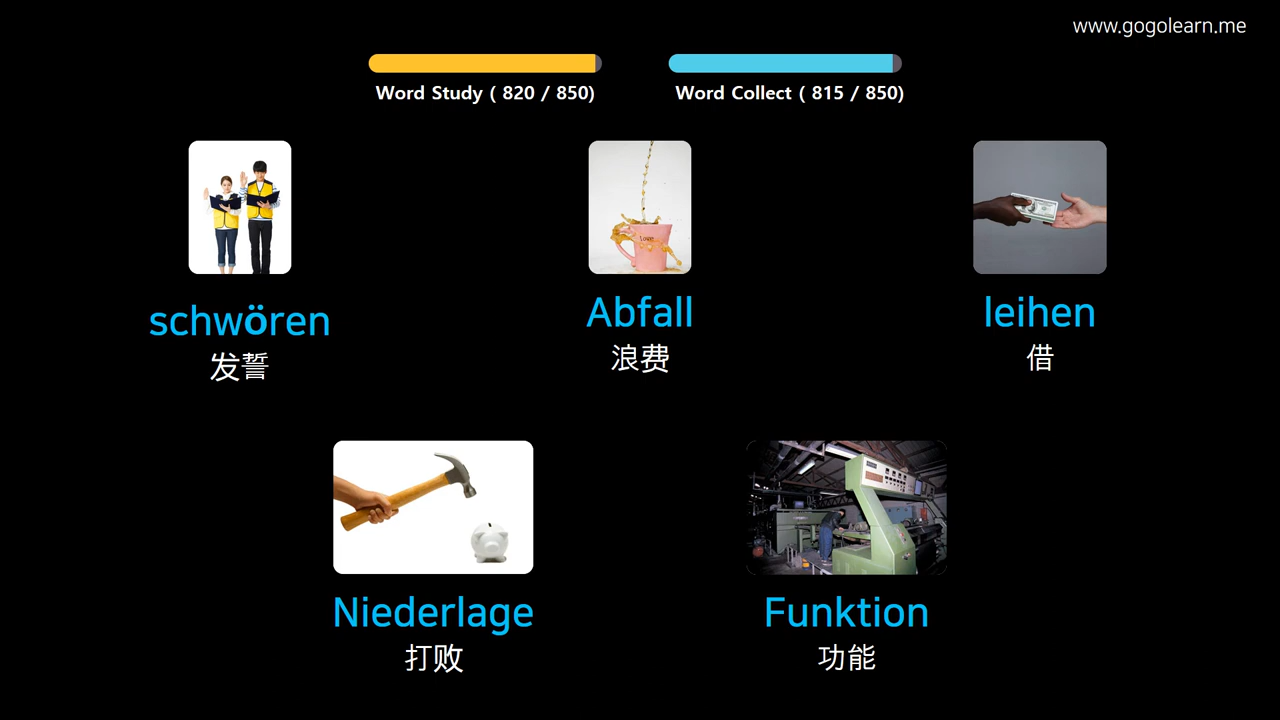 www.gogolearn.me
Word Study ( 820 / 850)
Word Collect ( 815 / 850)
Love
schwören
Abfall
leihen
发誓
浪费
借
Niederlage
Funktion
打败
功能